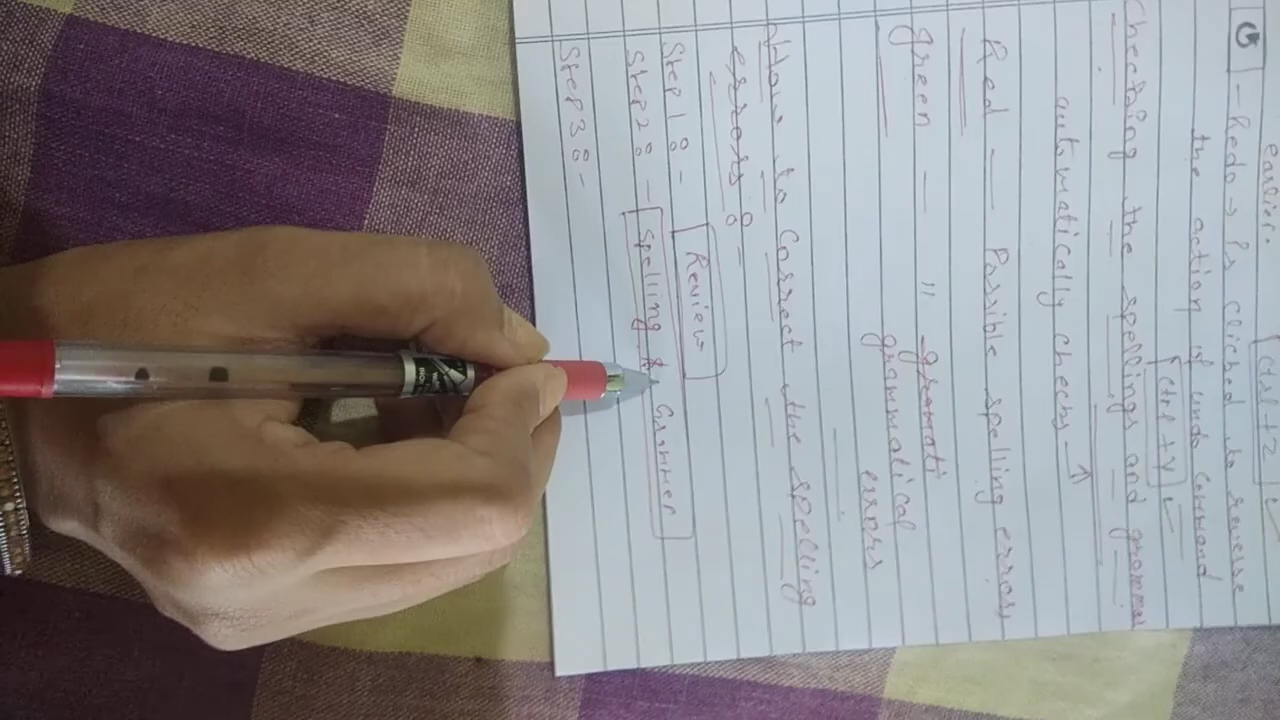 earlier.
Ctrl + Z
- Redo → Is clicked to reverse
the action of undo command
Ctrl + Y
Checking the spellings and grammar
automatically checks - ↑
Red — Possible spelling errors
green — " gramati
grammatical
errors
How to Correct the spelling
errors :-
Step 1 :- Review
Step 2 :- Spelling & Grammer
Step 3 :-